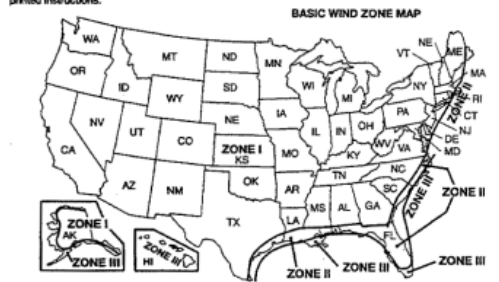 printed instructions.
BASIC WIND ZONE MAP
WA
OR
CA
NV
ID
MT
WY
UT
AZ
CO
NM
ND
SD
NE
ZONE I
KS
OK
TX
MN
IA
MO
AR
LA
WI
IL
MI
IN
OH
KY
TN
MS
AL
GA
FL
SC
NC
VA
WV
PA
NY
VT
NE
ME
MA
RI
CT
NJ
DE
MD
ZONE II
ZONE III
ZONE II
ZONE III
ZONE III
ZONE II
ZONE I
AK
ZONE III
HI
ZONE III